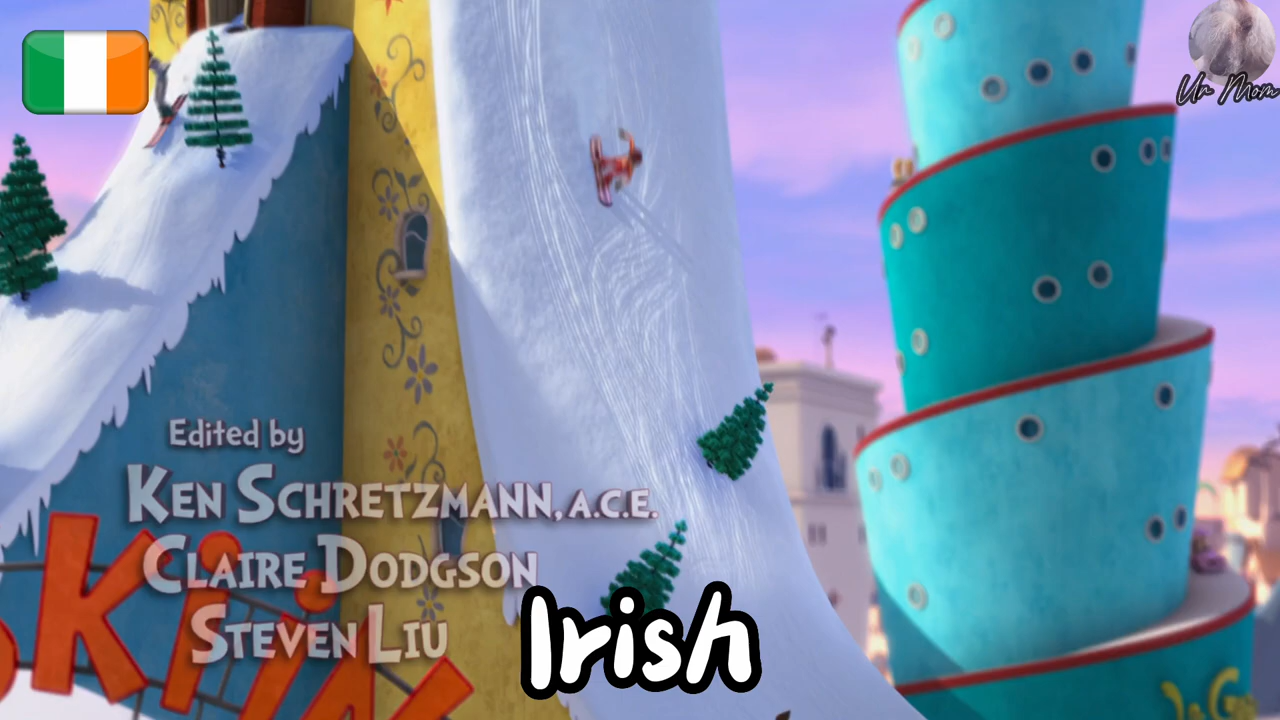 Ur Mom
Edited by
KEN SCHRETZMANN, A.C.E.
CLAIRE DODGSON
STEVEN LIU
Irish